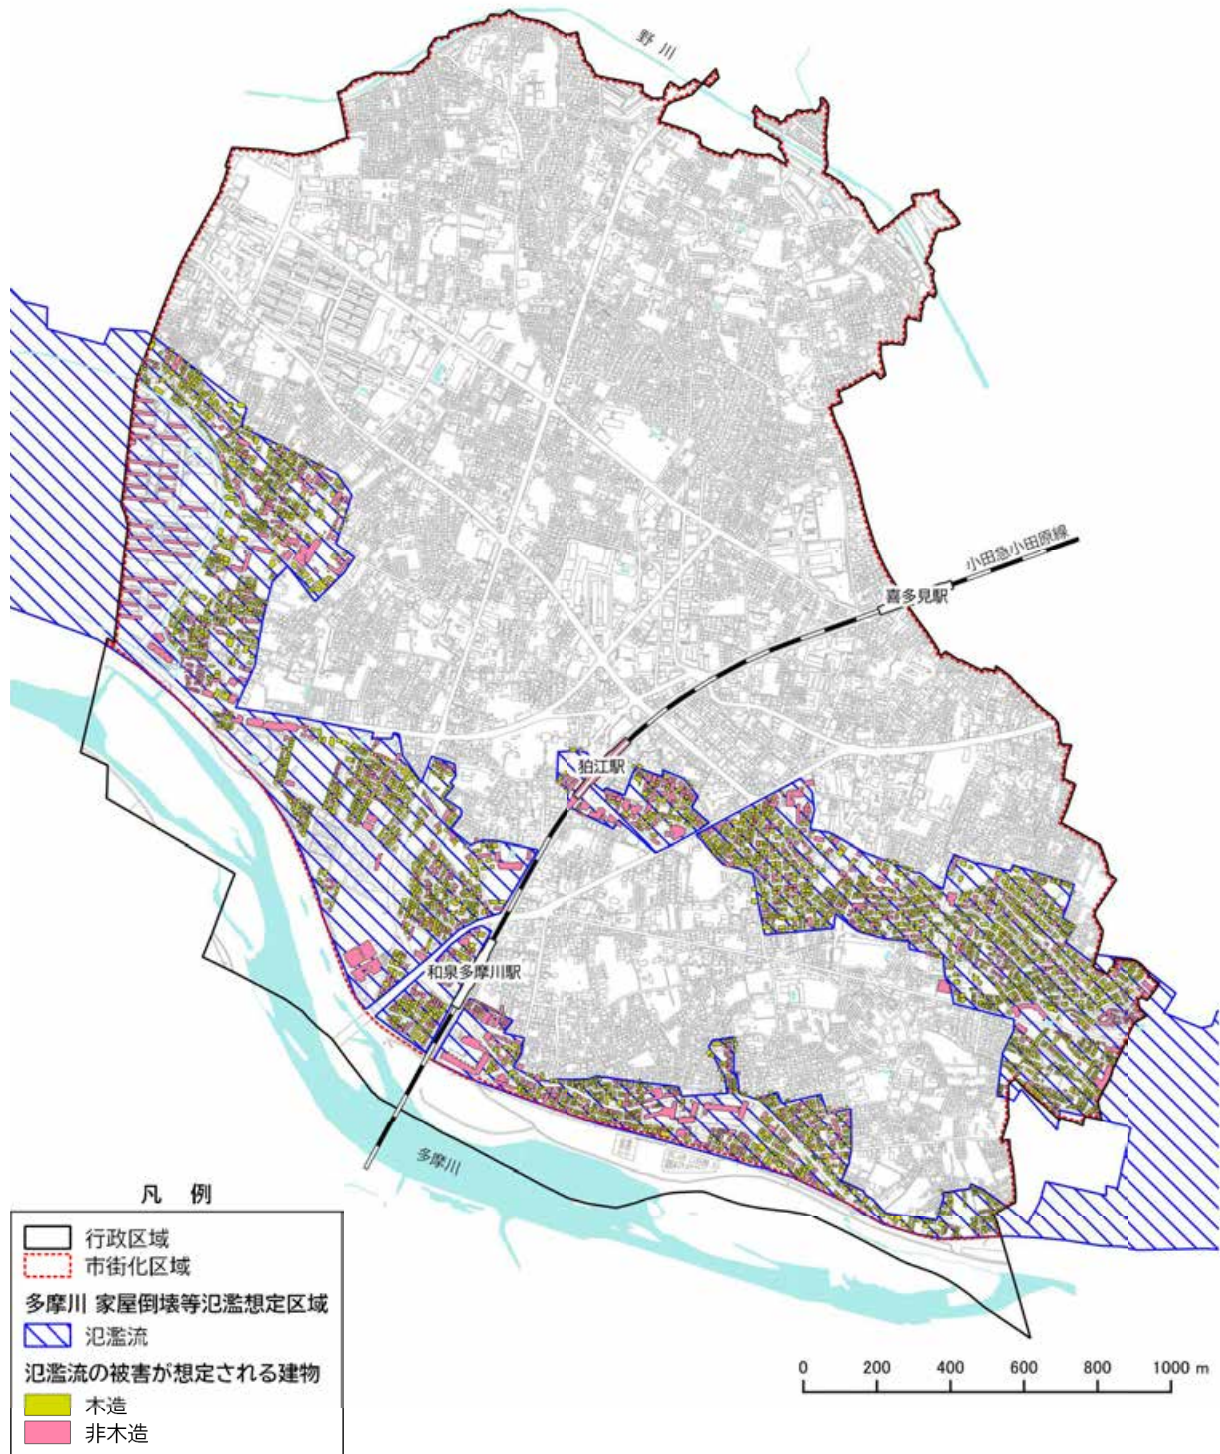 野川
小田急小田原線
喜多見駅
狛江駅
和泉多摩川駅
多摩川
凡 例
行政区域
市街化区域
多摩川 家屋倒壊等氾濫想定区域
氾濫流
氾濫流の被害が想定される建物
木造
非木造
0 200 400 600 800 1000 m